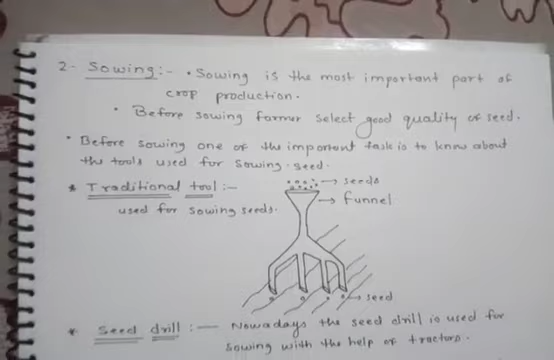 2- Sowing:- • Sowing is the most important part of
crop production.
• Before sowing farmer select good quality of seed.
• Before sowing one of the important task is to know about
the tools used for sowing seed.
* Traditional tool :-
used for sowing seeds.
→ seeds
→ funnel
→ seed
* Seed drill :- Nowadays the seed drill is used for
sowing with the help of tractors.